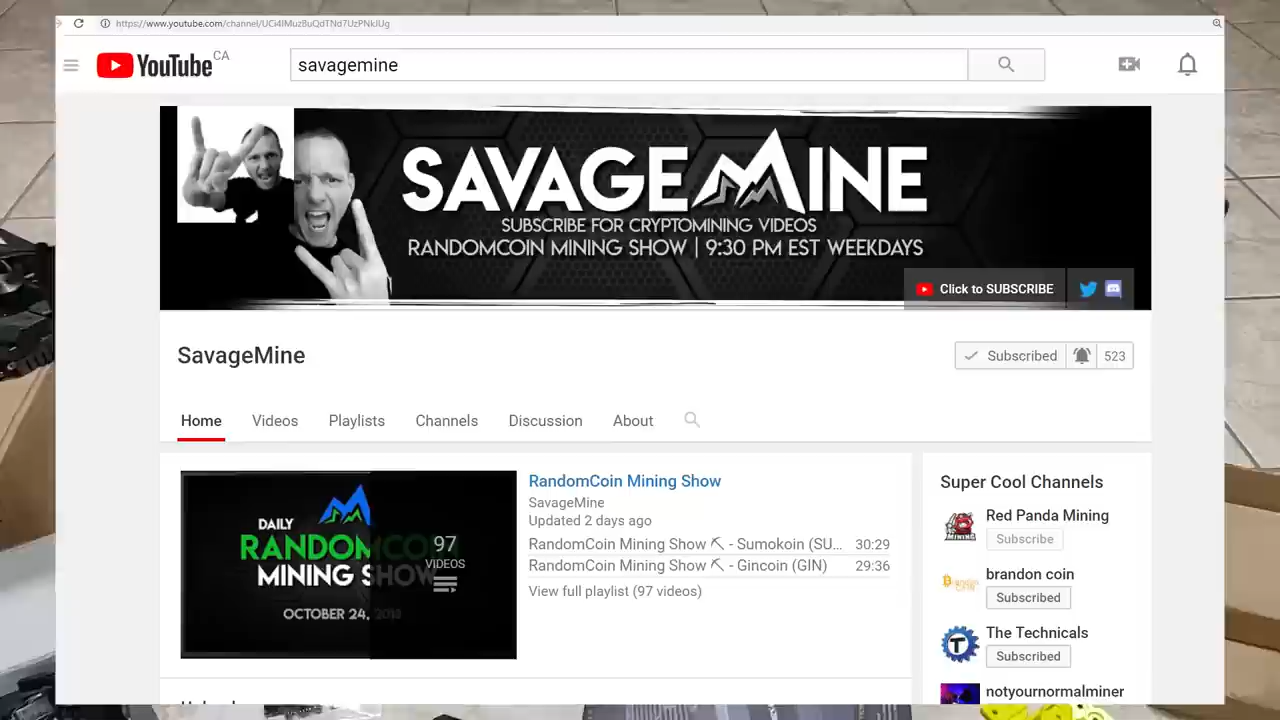 https://www.youtube.com/channel/UCi4IMuzBuQdTNd7UzPNkJUg
YouTube CA
savagemine
SAVAGEMINE
SUBSCRIBE FOR CRYPTOMINING VIDEOS
RANDOMCOIN MINING SHOW | 9:30 PM EST WEEKDAYS
Click to SUBSCRIBE
SavageMine
Subscribed 523
Home Videos Playlists Channels Discussion About
DAILY
RANDOMCOIN
MINING SHOW
OCTOBER 24, 2018
97
VIDEOS
RandomCoin Mining Show
SavageMine
Updated 2 days ago
RandomCoin Mining Show ⛏ - Sumokoin (SU... 30:29
RandomCoin Mining Show ⛏ - Gincoin (GIN) 29:36
View full playlist (97 videos)
Super Cool Channels
Red Panda Mining
Subscribe
brandon coin
Subscribed
The Technicals
Subscribed
notyournormalminer